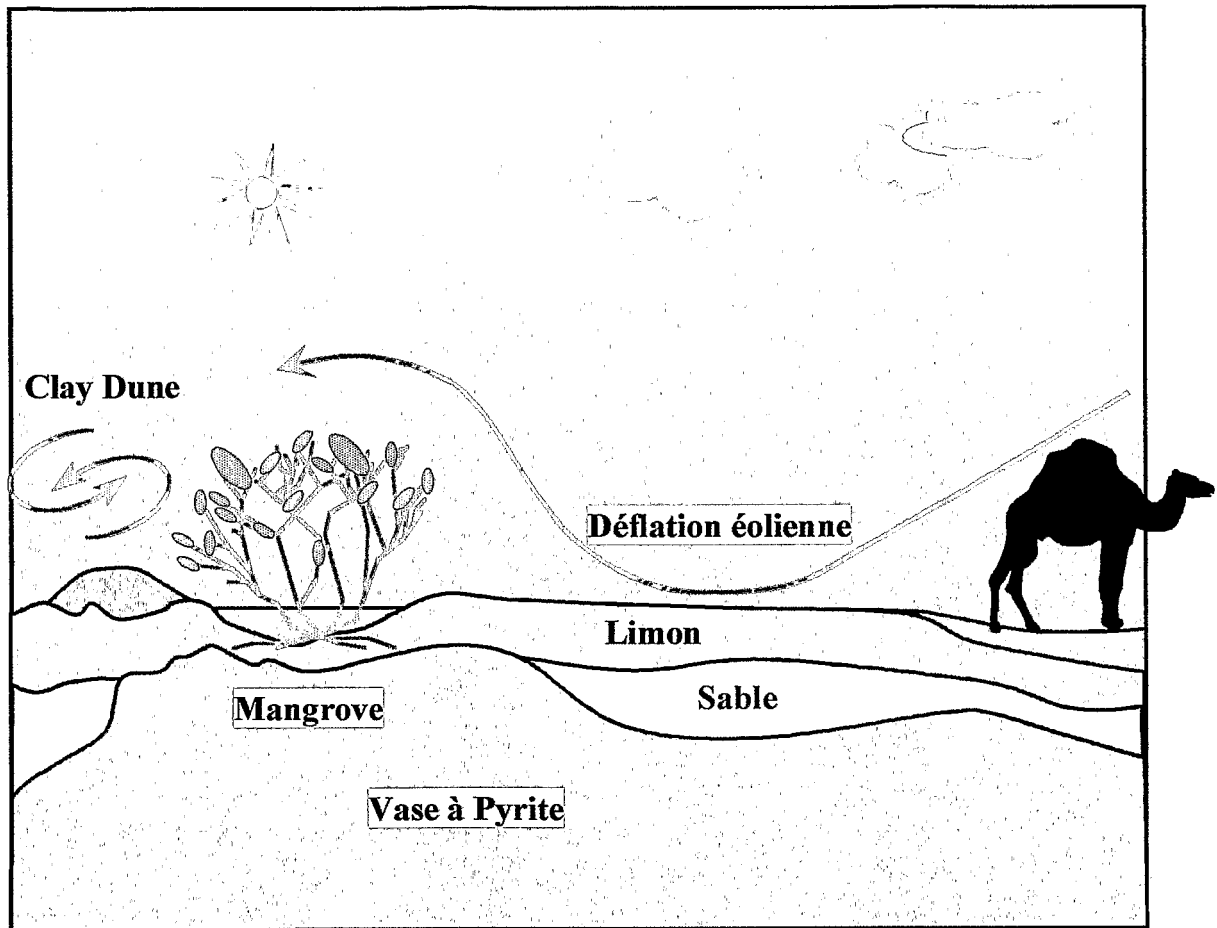 Clay Dune
Déflation éolienne
Limon
Sable
Mangrove
Vase à Pyrite